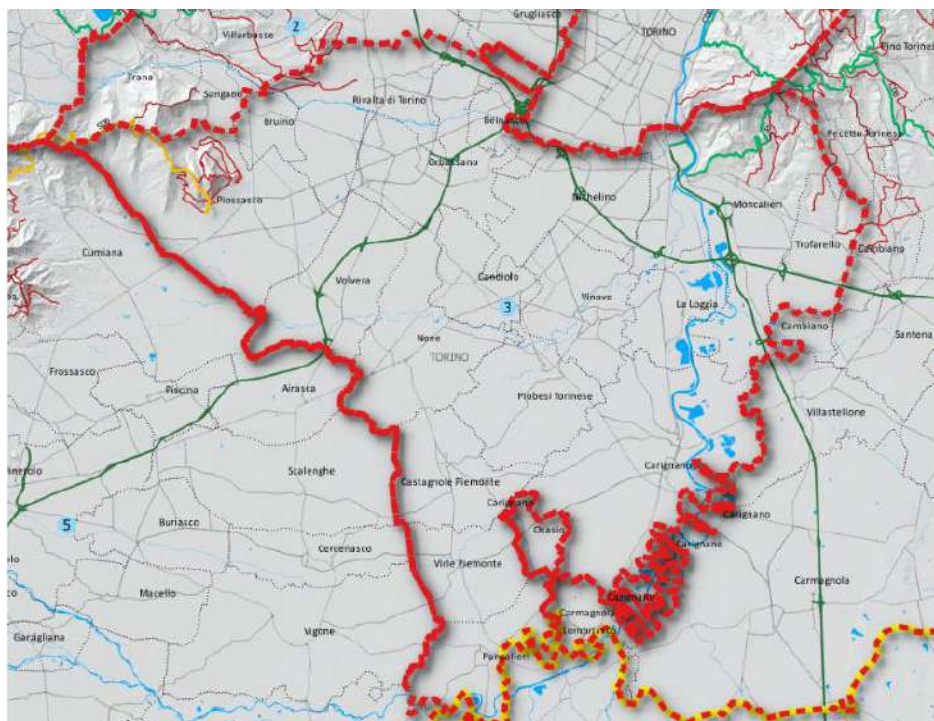 Grugliasco
2
Villarbasse
TORINO
Pino Torinese
Trana
Sangano
Rivalta di Torino
Bruino
Beinasco
Pecetto Torinese
Orbassano
Piossasco
Nichelino
Moncalieri
Cumiana
Trofarello
Cambiano
Volvera
Candiolo
3
Vinovo
La Loggia
Cambiano
Santena
None
TORINO
Frossasco
Piscina
Airasca
Piobesi Torinese
Villastellone
Scalenghe
Carignano
Castagnole Piemonte
Carignano
Carignano
5
Buriasco
Osasio
Carignano
Cercenasco
Virle Piemonte
Carmagnola
Macello
Carignano
Carmagnola
Vigone
Lombriasco
Garzigliana
Pancalieri